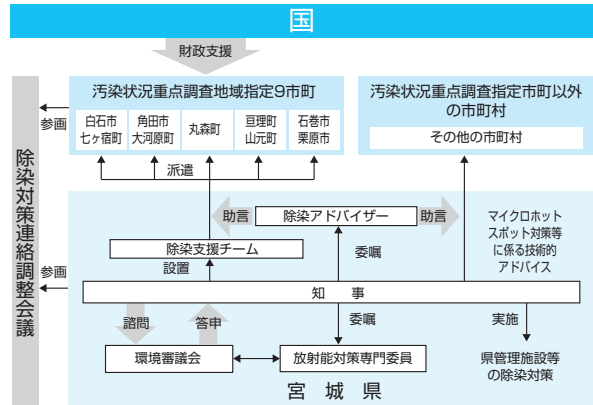 国
財政支援
汚染状況重点調査地域指定9市町
白石市
七ヶ宿町
角田市
大河原町
丸森町
亘理町
山元町
石巻市
栗原市
汚染状況重点調査指定市町以外
の市町村
その他の市町村
参画
派遣
除染対策連絡調整会議
助言
除染アドバイザー
助言
マイクロホット
スポット対策等
に係る技術的
アドバイス
除染支援チーム
設置
委嘱
参画
知 事
諮問
答申
委嘱
実施
環境審議会
放射能対策専門委員
県管理施設等
の除染対策
宮 城 県